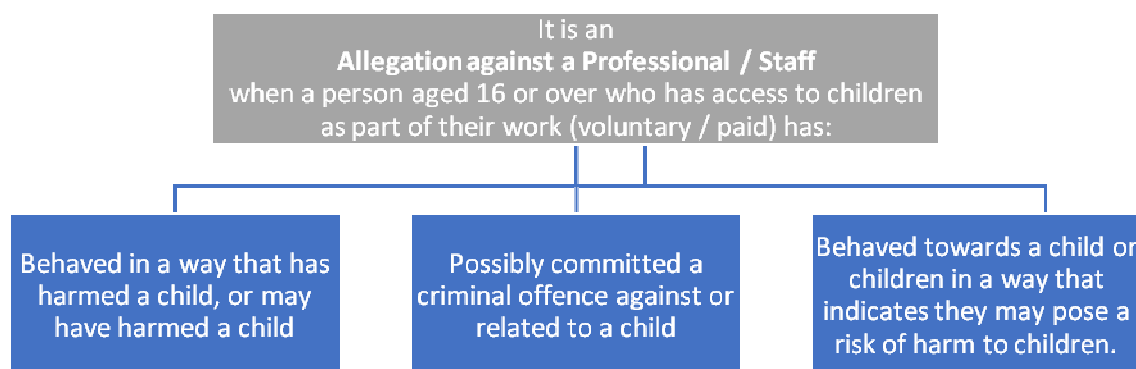 It is an
Allegation against a Professional / Staff
when a person aged 16 or over who has access to children
as part of their work (voluntary / paid) has:
Behaved in a way that has
harmed a child, or may
have harmed a child
Possibly committed a
criminal offence against or
related to a child
Behaved towards a child or
children in a way that
indicates they may pose a
risk of harm to children.